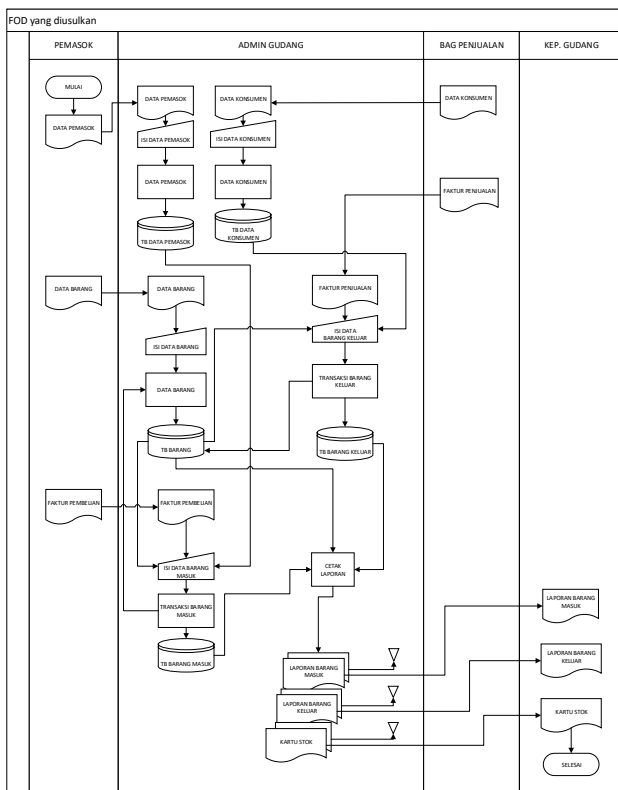 FOD yang diusulkan
PEMASOK
ADMIN GUDANG
BAG PENJUALAN
KEP. GUDANG
MULAI
DATA PEMASOK
DATA PEMASOK
DATA KONSUMEN
DATA KONSUMEN
ISI DATA PEMASOK
ISI DATA KONSUMEN
DATA PEMASOK
DATA KONSUMEN
FAKTUR PENJUALAN
TB DATA PEMASOK
TB DATA
KONSUMEN
DATA BARANG
DATA BARANG
FAKTUR PENJUALAN
ISI DATA
BARANG KELUAR
ISI DATA BARANG
DATA BARANG
TRANSAKSI BARANG
KELUAR
TB BARANG
TB BARANG KELUAR
FAKTUR PEMBELIAN
FAKTUR PEMBELIAN
ISI DATA BARANG
MASUK
CETAK
LAPORAN
TRANSAKSI BARANG
MASUK
TB BARANG MASUK
LAPORAN BARANG
MASUK
LAPORAN BARANG
MASUK
LAPORAN BARANG
KELUAR
LAPORAN BARANG
KELUAR
KARTU STOK
KARTU STOK
SELESAI